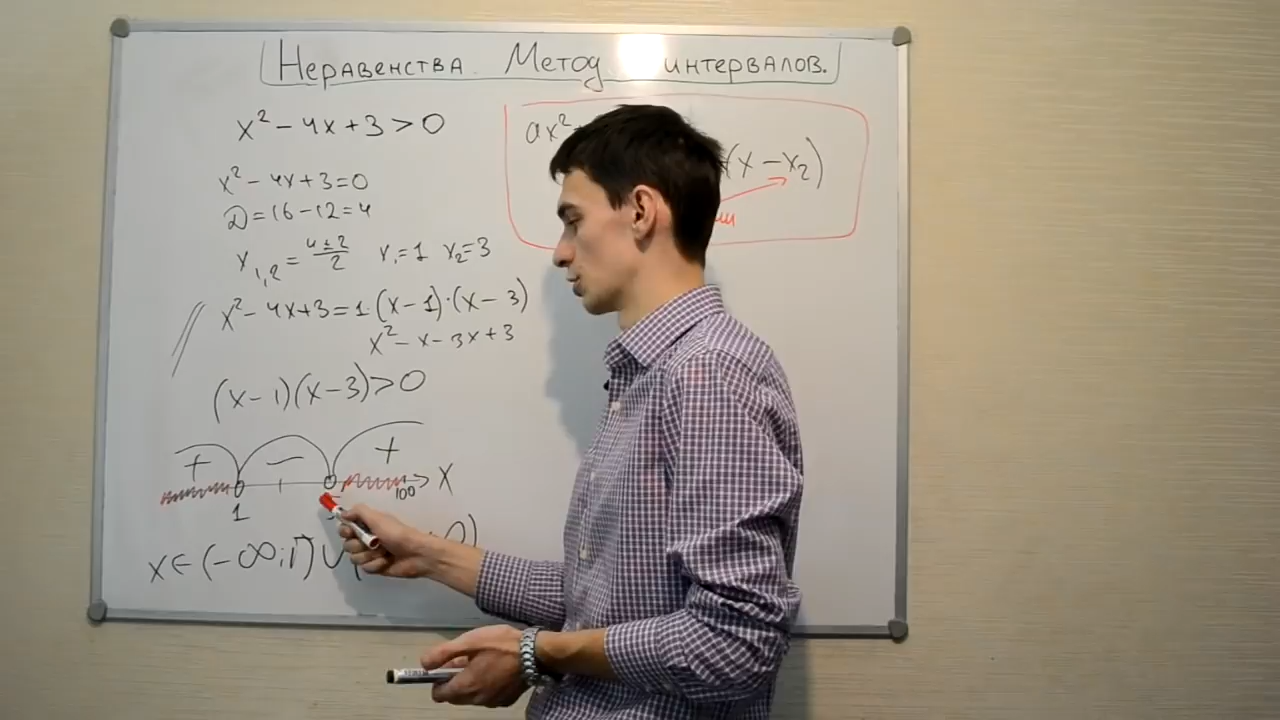 Неравенства. Метод интервалов.
x² - 4x + 3 > 0
x² - 4x + 3 = 0
D = 16 - 12 = 4
x₁,₂ = (4 ± 2)/2 x₁ = 1 x₂ = 3
x² - 4x + 3 = 1·(x - 1)·(x - 3)
x² - x - 3x + 3
(x - 1)(x - 3) > 0
+ − +
100 X
1
x ∈ (-∞; 1) ∪ (
ax²
(x - x₂)